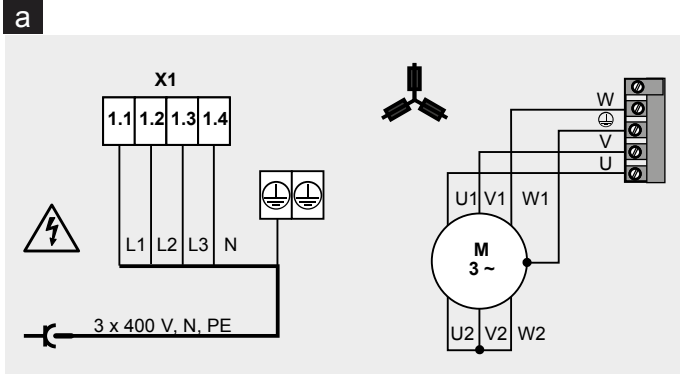 a
X1
1.1 1.2 1.3 1.4
L1 L2 L3 N
3 x 400 V, N, PE
W
V
U
U1 V1 W1
M
3 ~
U2 V2 W2